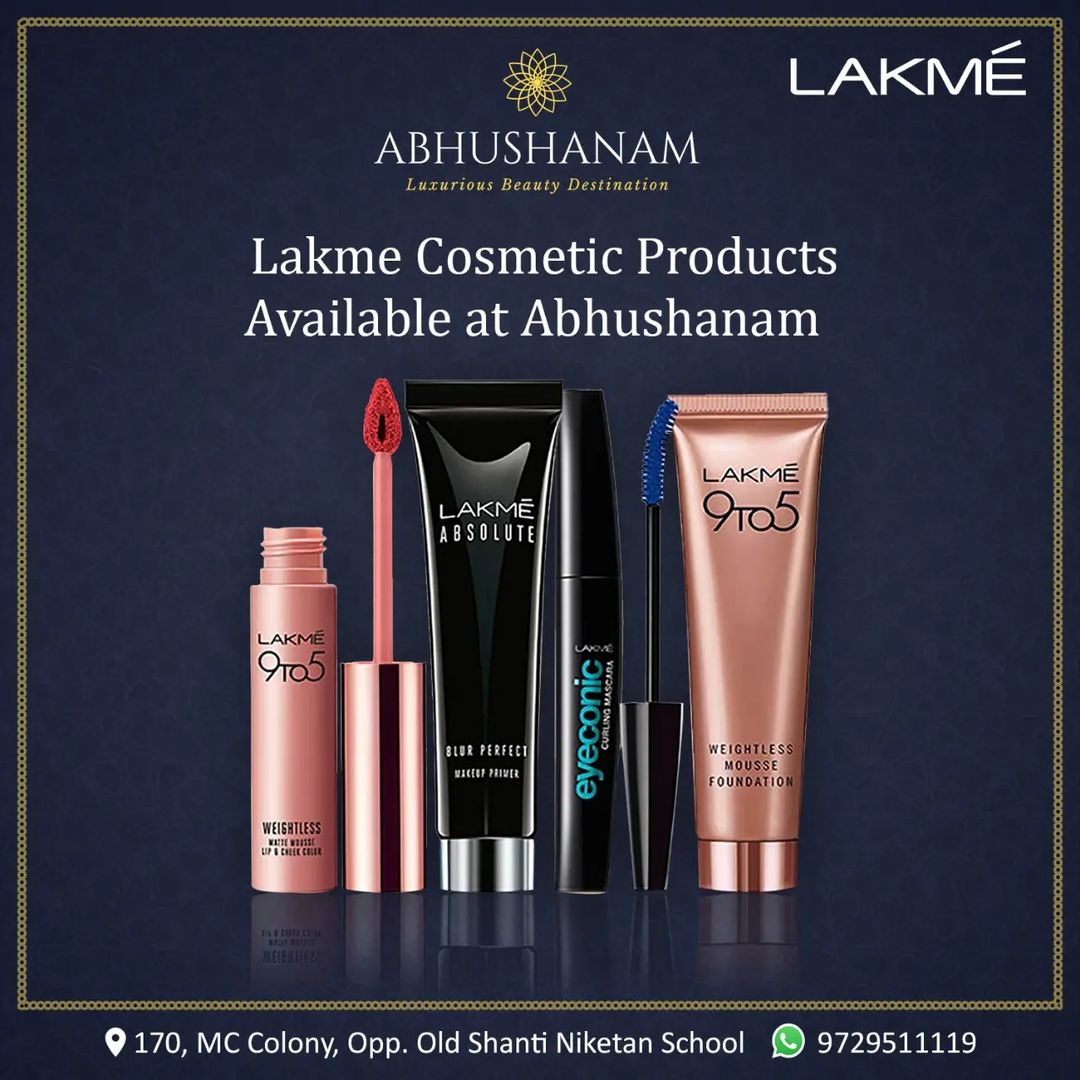 LAKMÉ
ABHUSHANAM
Luxurious Beauty Destination
Lakme Cosmetic Products
Available at Abhushanam
LAKMÉ
9TO5
WEIGHTLESS
MATTE MOUSSE
LIP & CHEEK COLOR
LAKMÉ
ABSOLUTE
BLUR PERFECT
MAKEUP PRIMER
LAKMÉ
eyeconic
CURLING MASCARA
LAKMÉ
9TO5
WEIGHTLESS
MOUSSE
FOUNDATION
170, MC Colony, Opp. Old Shanti Niketan School
9729511119